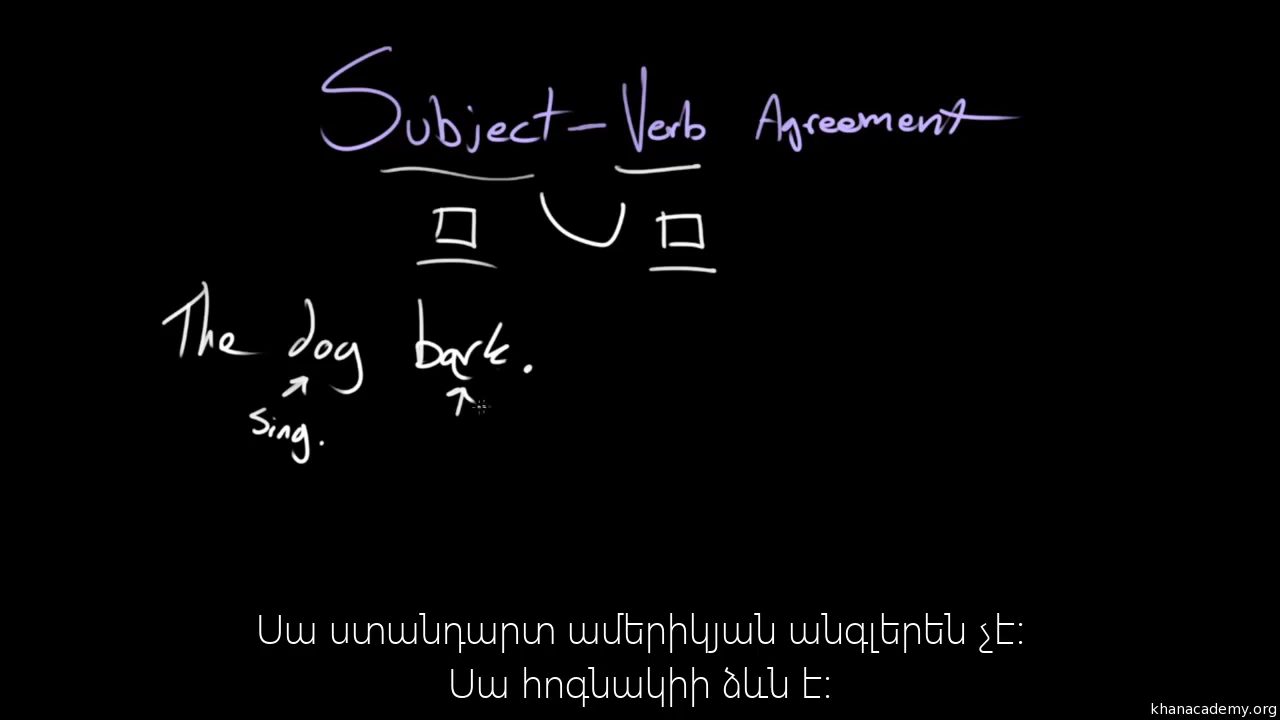 Subject-Verb Agreement
The dog bark.
sing.
Սա ստանդարտ ամերիկյան անգլերեն չէ:
Սա հոգնակիի ձևն է:
khanacademy.org